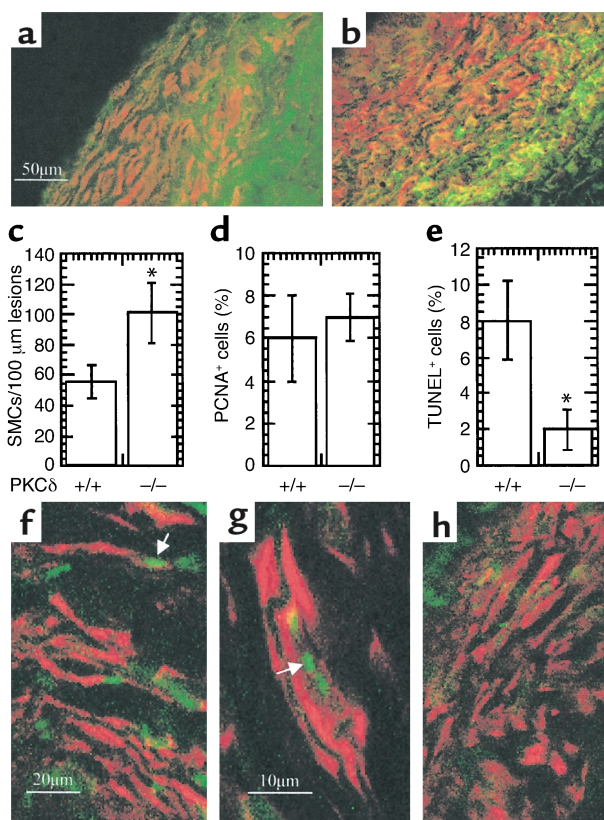 a
b
50µm
c
d
e
SMCs/100 µm lesions
140
120
100
80
60
40
20
0
*
PCNA+ cells (%)
10
8
6
4
2
0
TUNEL+ cells (%)
12
10
8
6
4
2
0
*
PKCδ +/+ −/− +/+ −/− +/+ −/−
f
g
h
20µm
10µm